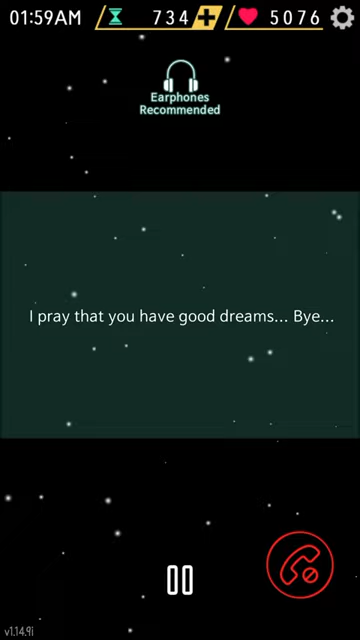 01:59AM 734 5076
Earphones
Recommended
I pray that you have good dreams... Bye...
v1.14.9i